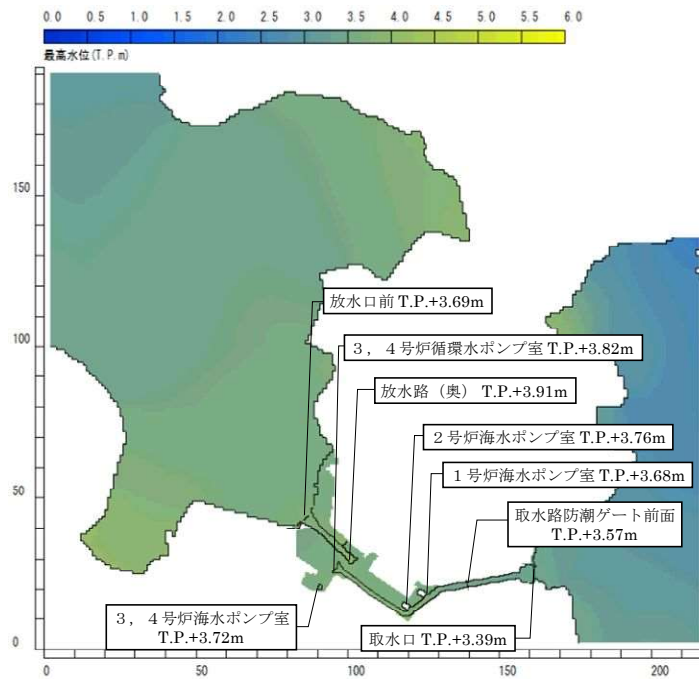 0.0 0.5 1.0 1.5 2.0 2.5 3.0 3.5 4.0 4.5 5.0 5.5 6.0
最高水位(T.P.m)
150
放水口前 T.P.+3.69m
100
3，4号炉循環水ポンプ室 T.P.+3.82m
放水路（奥） T.P.+3.91m
2号炉海水ポンプ室 T.P.+3.76m
1号炉海水ポンプ室 T.P.+3.68m
50
取水路防潮ゲート前面
T.P.+3.57m
3，4号炉海水ポンプ室
T.P.+3.72m
取水口 T.P.+3.39m
0
0 50 100 150 200